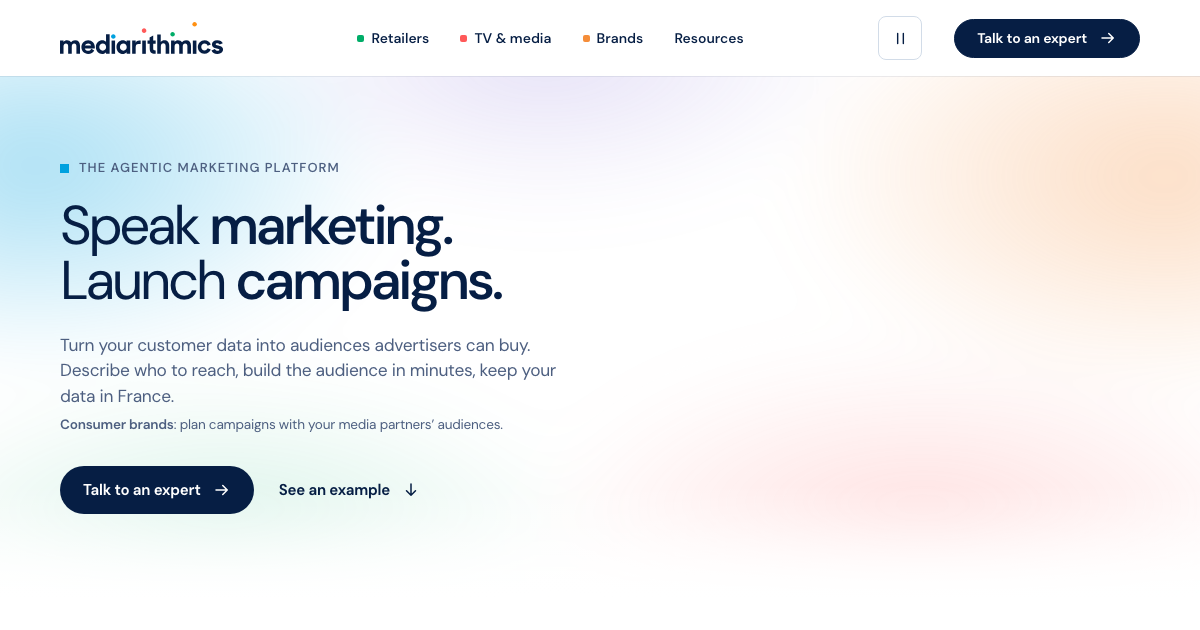 mediarithmics
Retailers
TV & media
Brands
Resources
Talk to an expert
THE AGENTIC MARKETING PLATFORM
Speak marketing.
Launch campaigns.
Turn your customer data into audiences advertisers can buy.
Describe who to reach, build the audience in minutes, keep your
data in France.
Consumer brands: plan campaigns with your media partners’ audiences.
Talk to an expert
See an example